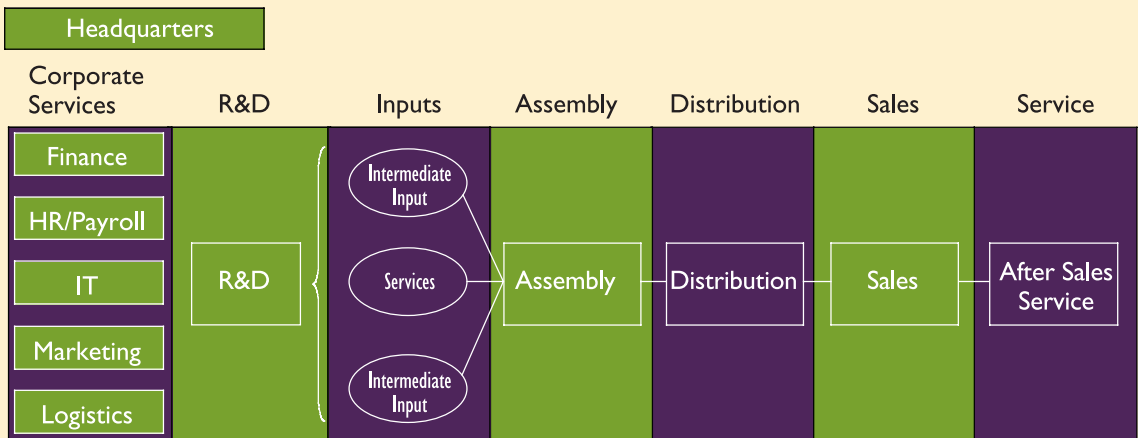 Headquarters
Corporate
Services
R&D
Inputs
Assembly
Distribution
Sales
Service
Finance
HR/Payroll
IT
Marketing
Logistics
R&D
Intermediate
Input
Services
Intermediate
Input
Assembly
Distribution
Sales
After Sales
Service